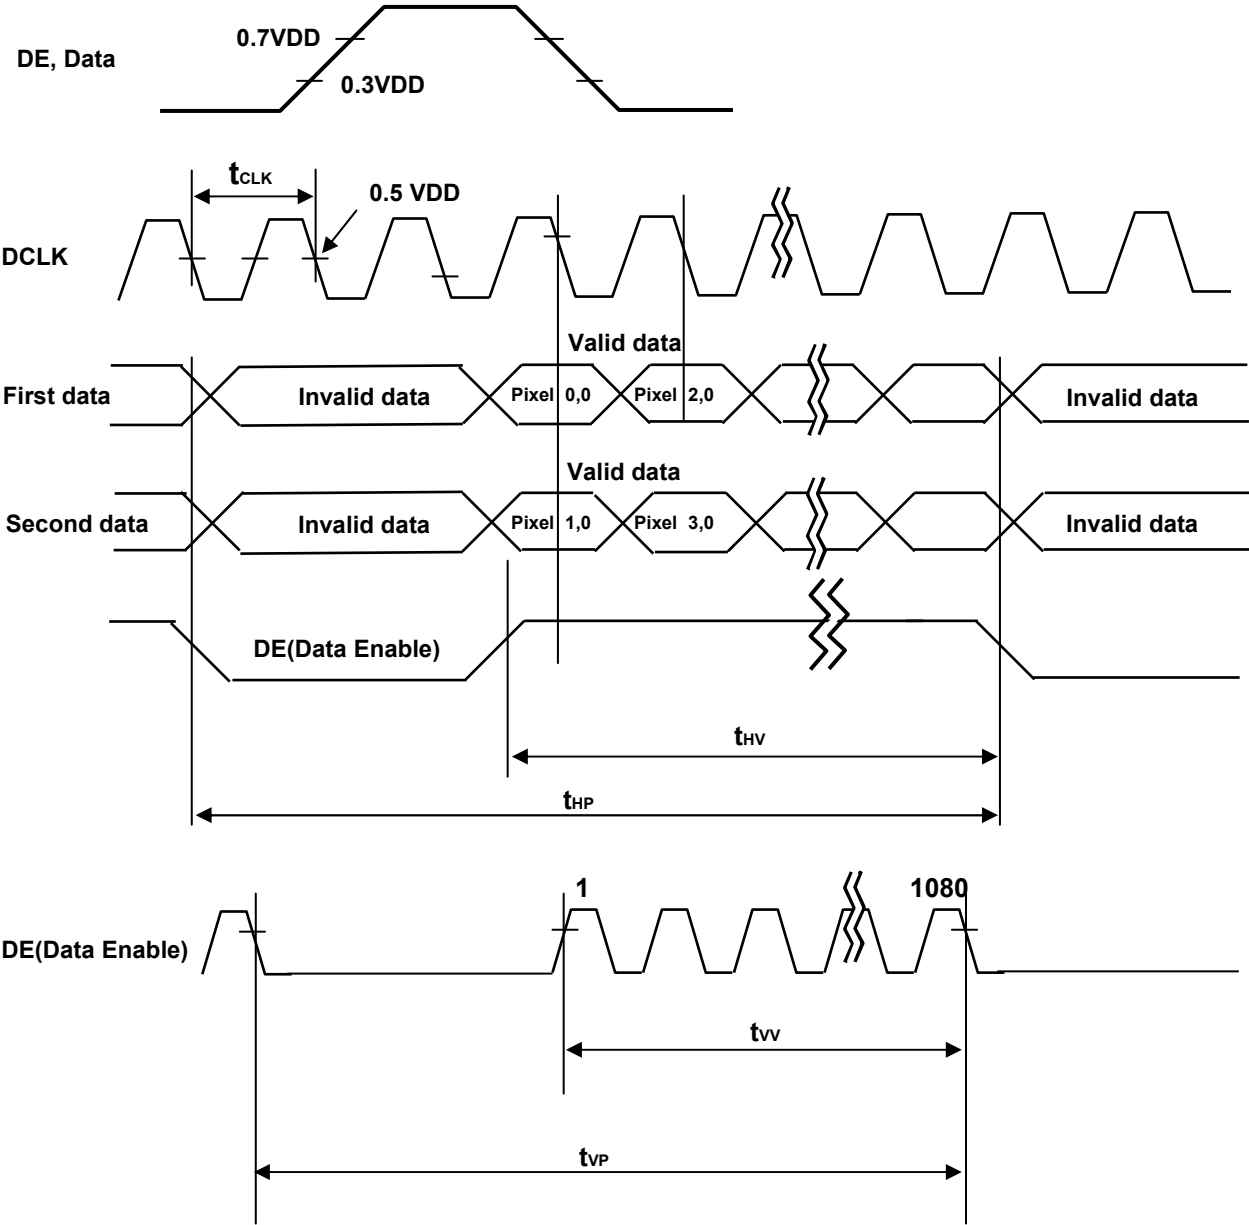 0.7VDD
DE, Data
0.3VDD
tCLK
0.5 VDD
DCLK
Valid data
First data
Invalid data
Pixel 0,0
Pixel 2,0
Invalid data
Valid data
Second data
Invalid data
Pixel 1,0
Pixel 3,0
Invalid data
DE(Data Enable)
tHV
tHP
1
1080
DE(Data Enable)
tVV
tVP